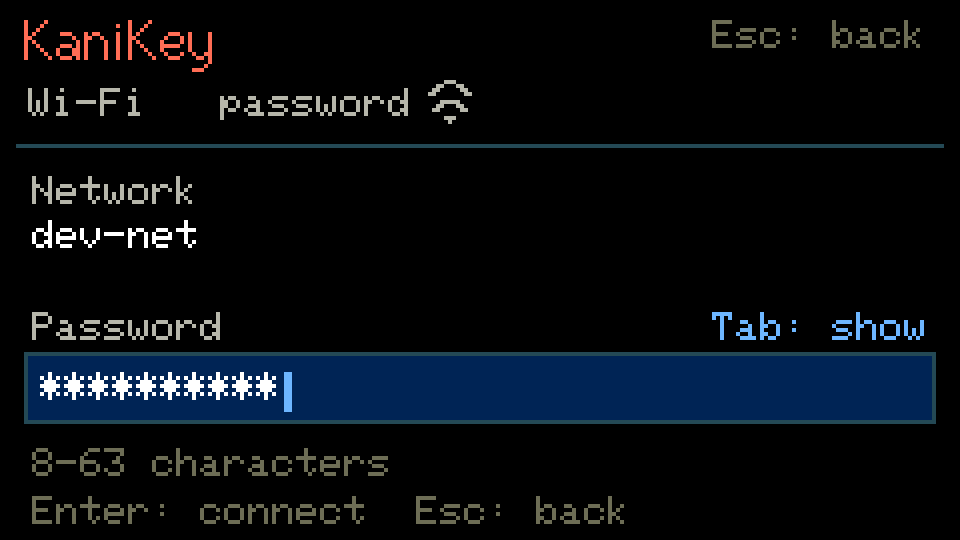 KaniKey Esc: back
Wi-Fi password
Network
dev-net
Password Tab: show
**********
8-63 characters
Enter: connect Esc: back